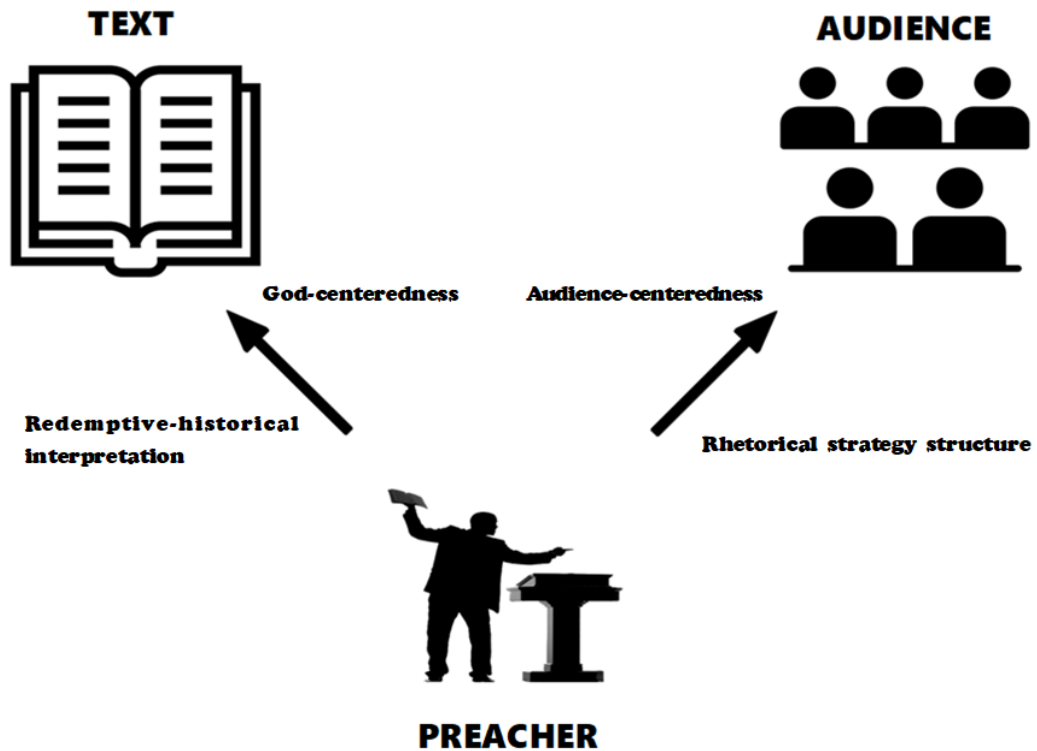 TEXT
AUDIENCE
God-centeredness
Audience-centeredness
Redemptive-historical
interpretation
Rhetorical strategy structure
PREACHER